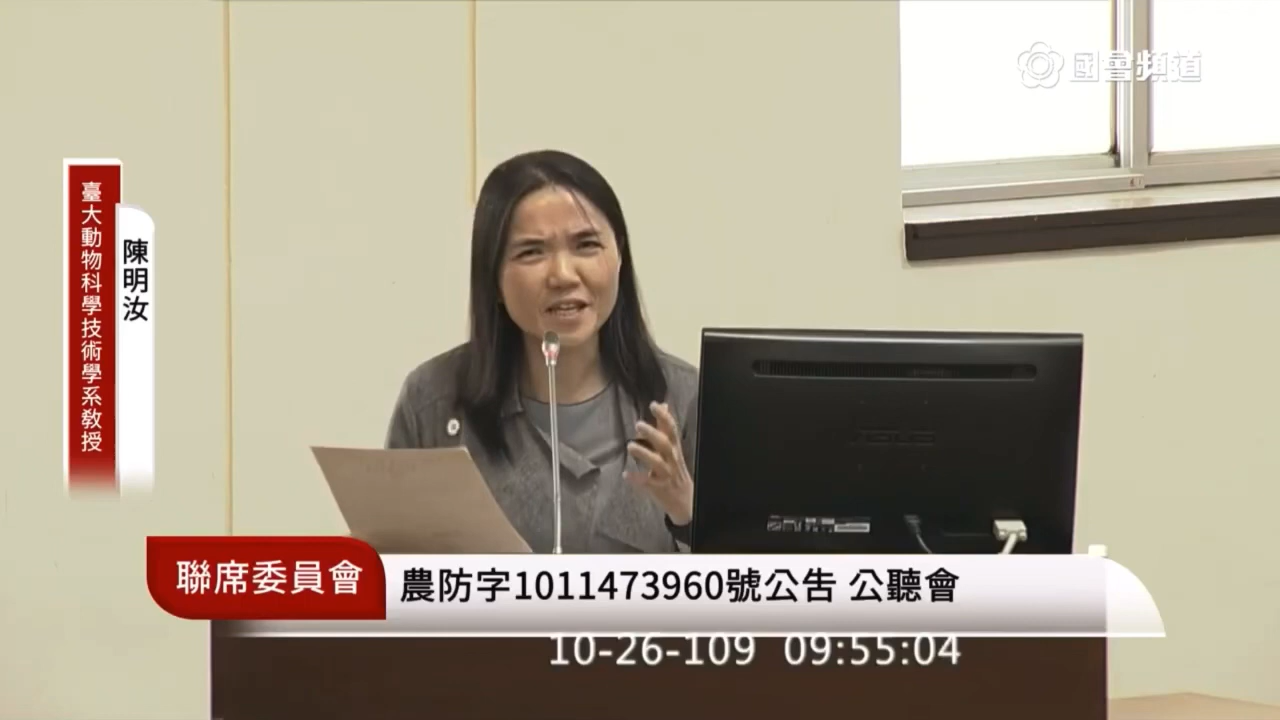 國會頻道
臺大動物科學技術學系教授
陳明汝
聯席委員會
農防字1011473960號公告 公聽會
10-26-109 09:55:04